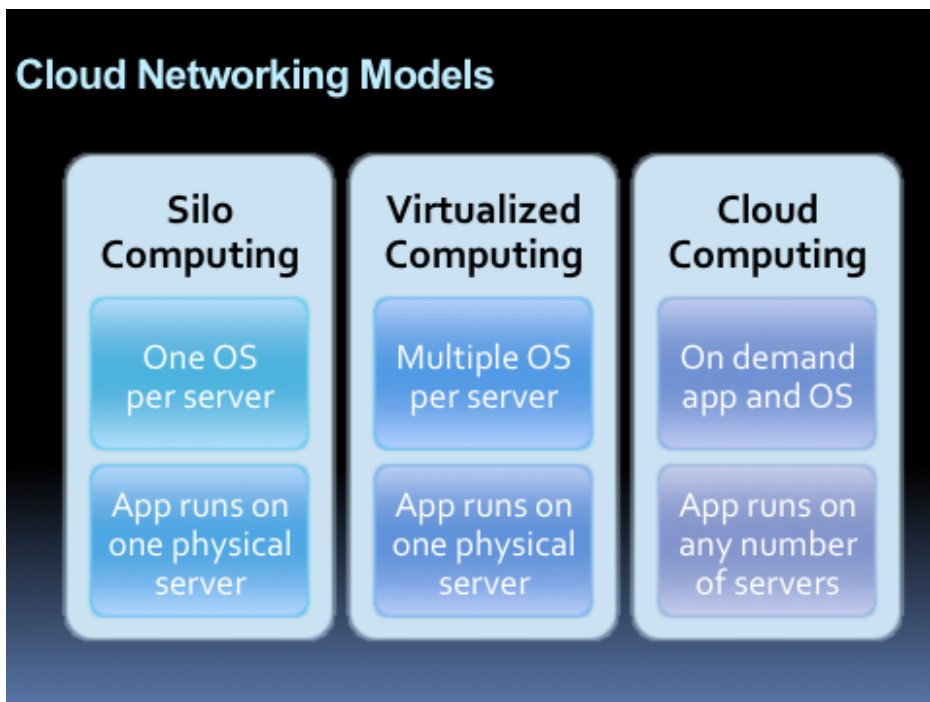 Cloud Networking Models
Silo
Computing
One OS
per server
App runs on
one physical
server
Virtualized
Computing
Multiple OS
per server
App runs on
one physical
server
Cloud
Computing
On demand
app and OS
App runs on
any number
of servers